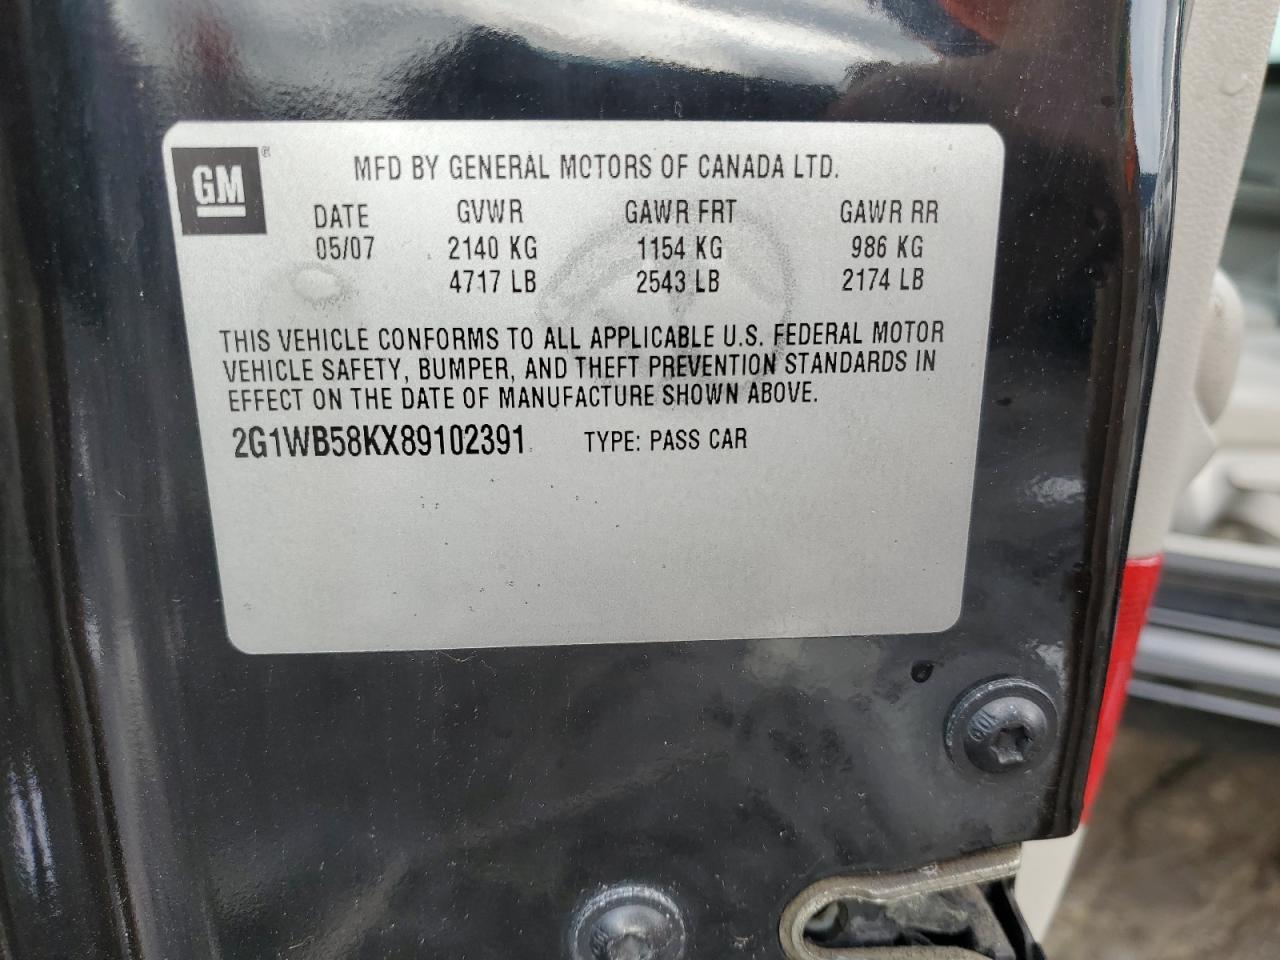 GM®
MFD BY GENERAL MOTORS OF CANADA LTD.
DATE GVWR GAWR FRT GAWR RR
05/07 2140 KG 1154 KG 986 KG
4717 LB 2543 LB 2174 LB
THIS VEHICLE CONFORMS TO ALL APPLICABLE U.S. FEDERAL MOTOR
VEHICLE SAFETY, BUMPER, AND THEFT PREVENTION STANDARDS IN
EFFECT ON THE DATE OF MANUFACTURE SHOWN ABOVE.
2G1WB58KX89102391 TYPE: PASS CAR